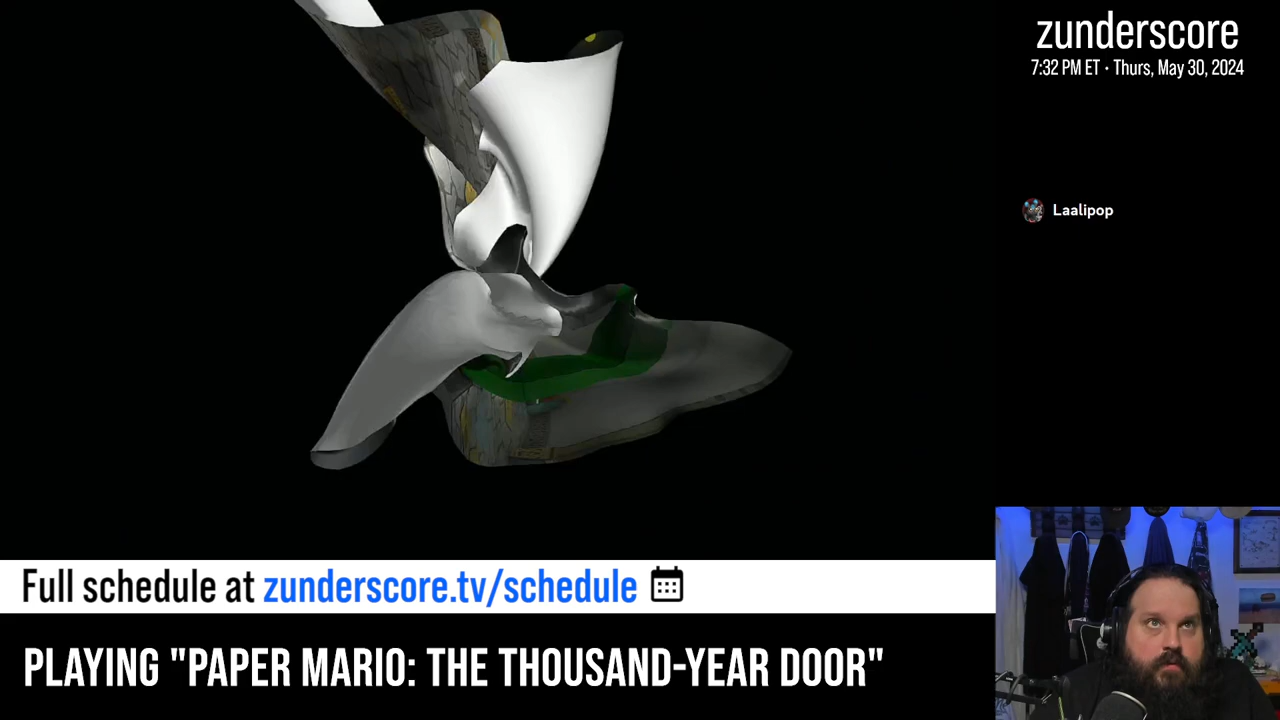 zunderscore
7:32 PM ET • Thurs, May 30, 2024
Laalipop
Full schedule at zunderscore.tv/schedule
PLAYING "PAPER MARIO: THE THOUSAND-YEAR DOOR"